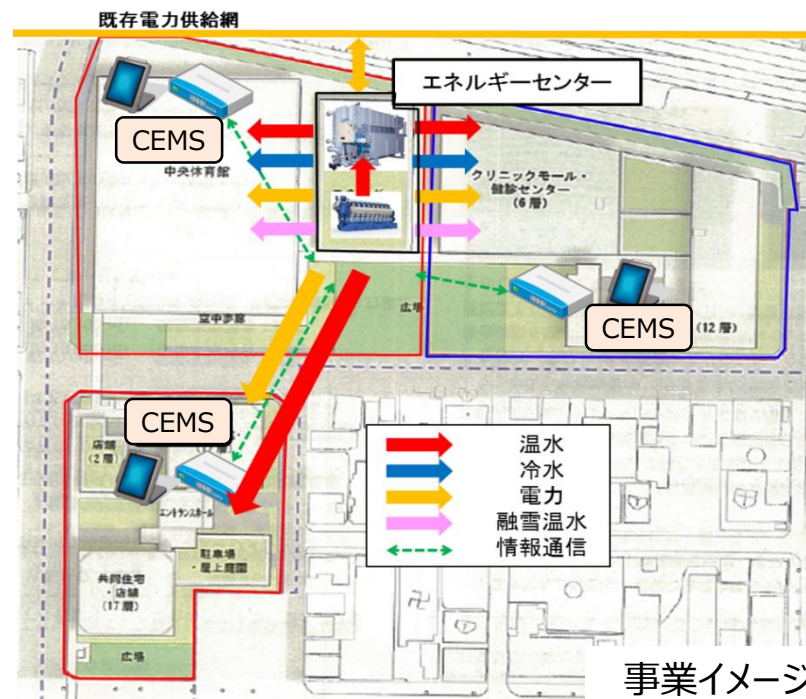 既存電力供給網
エネルギーセンター
CEMS
中央体育館
クリニックモール・
健診センター
(6層)
広場
空中歩廊
CEMS
(12層)
CEMS
店舗
(2層)
エントランスホール
駐車場
・屋上庭園
共同住宅
・店舗
(17層)
広場
温水
冷水
電力
融雪温水
情報通信
卍
事業イメージ